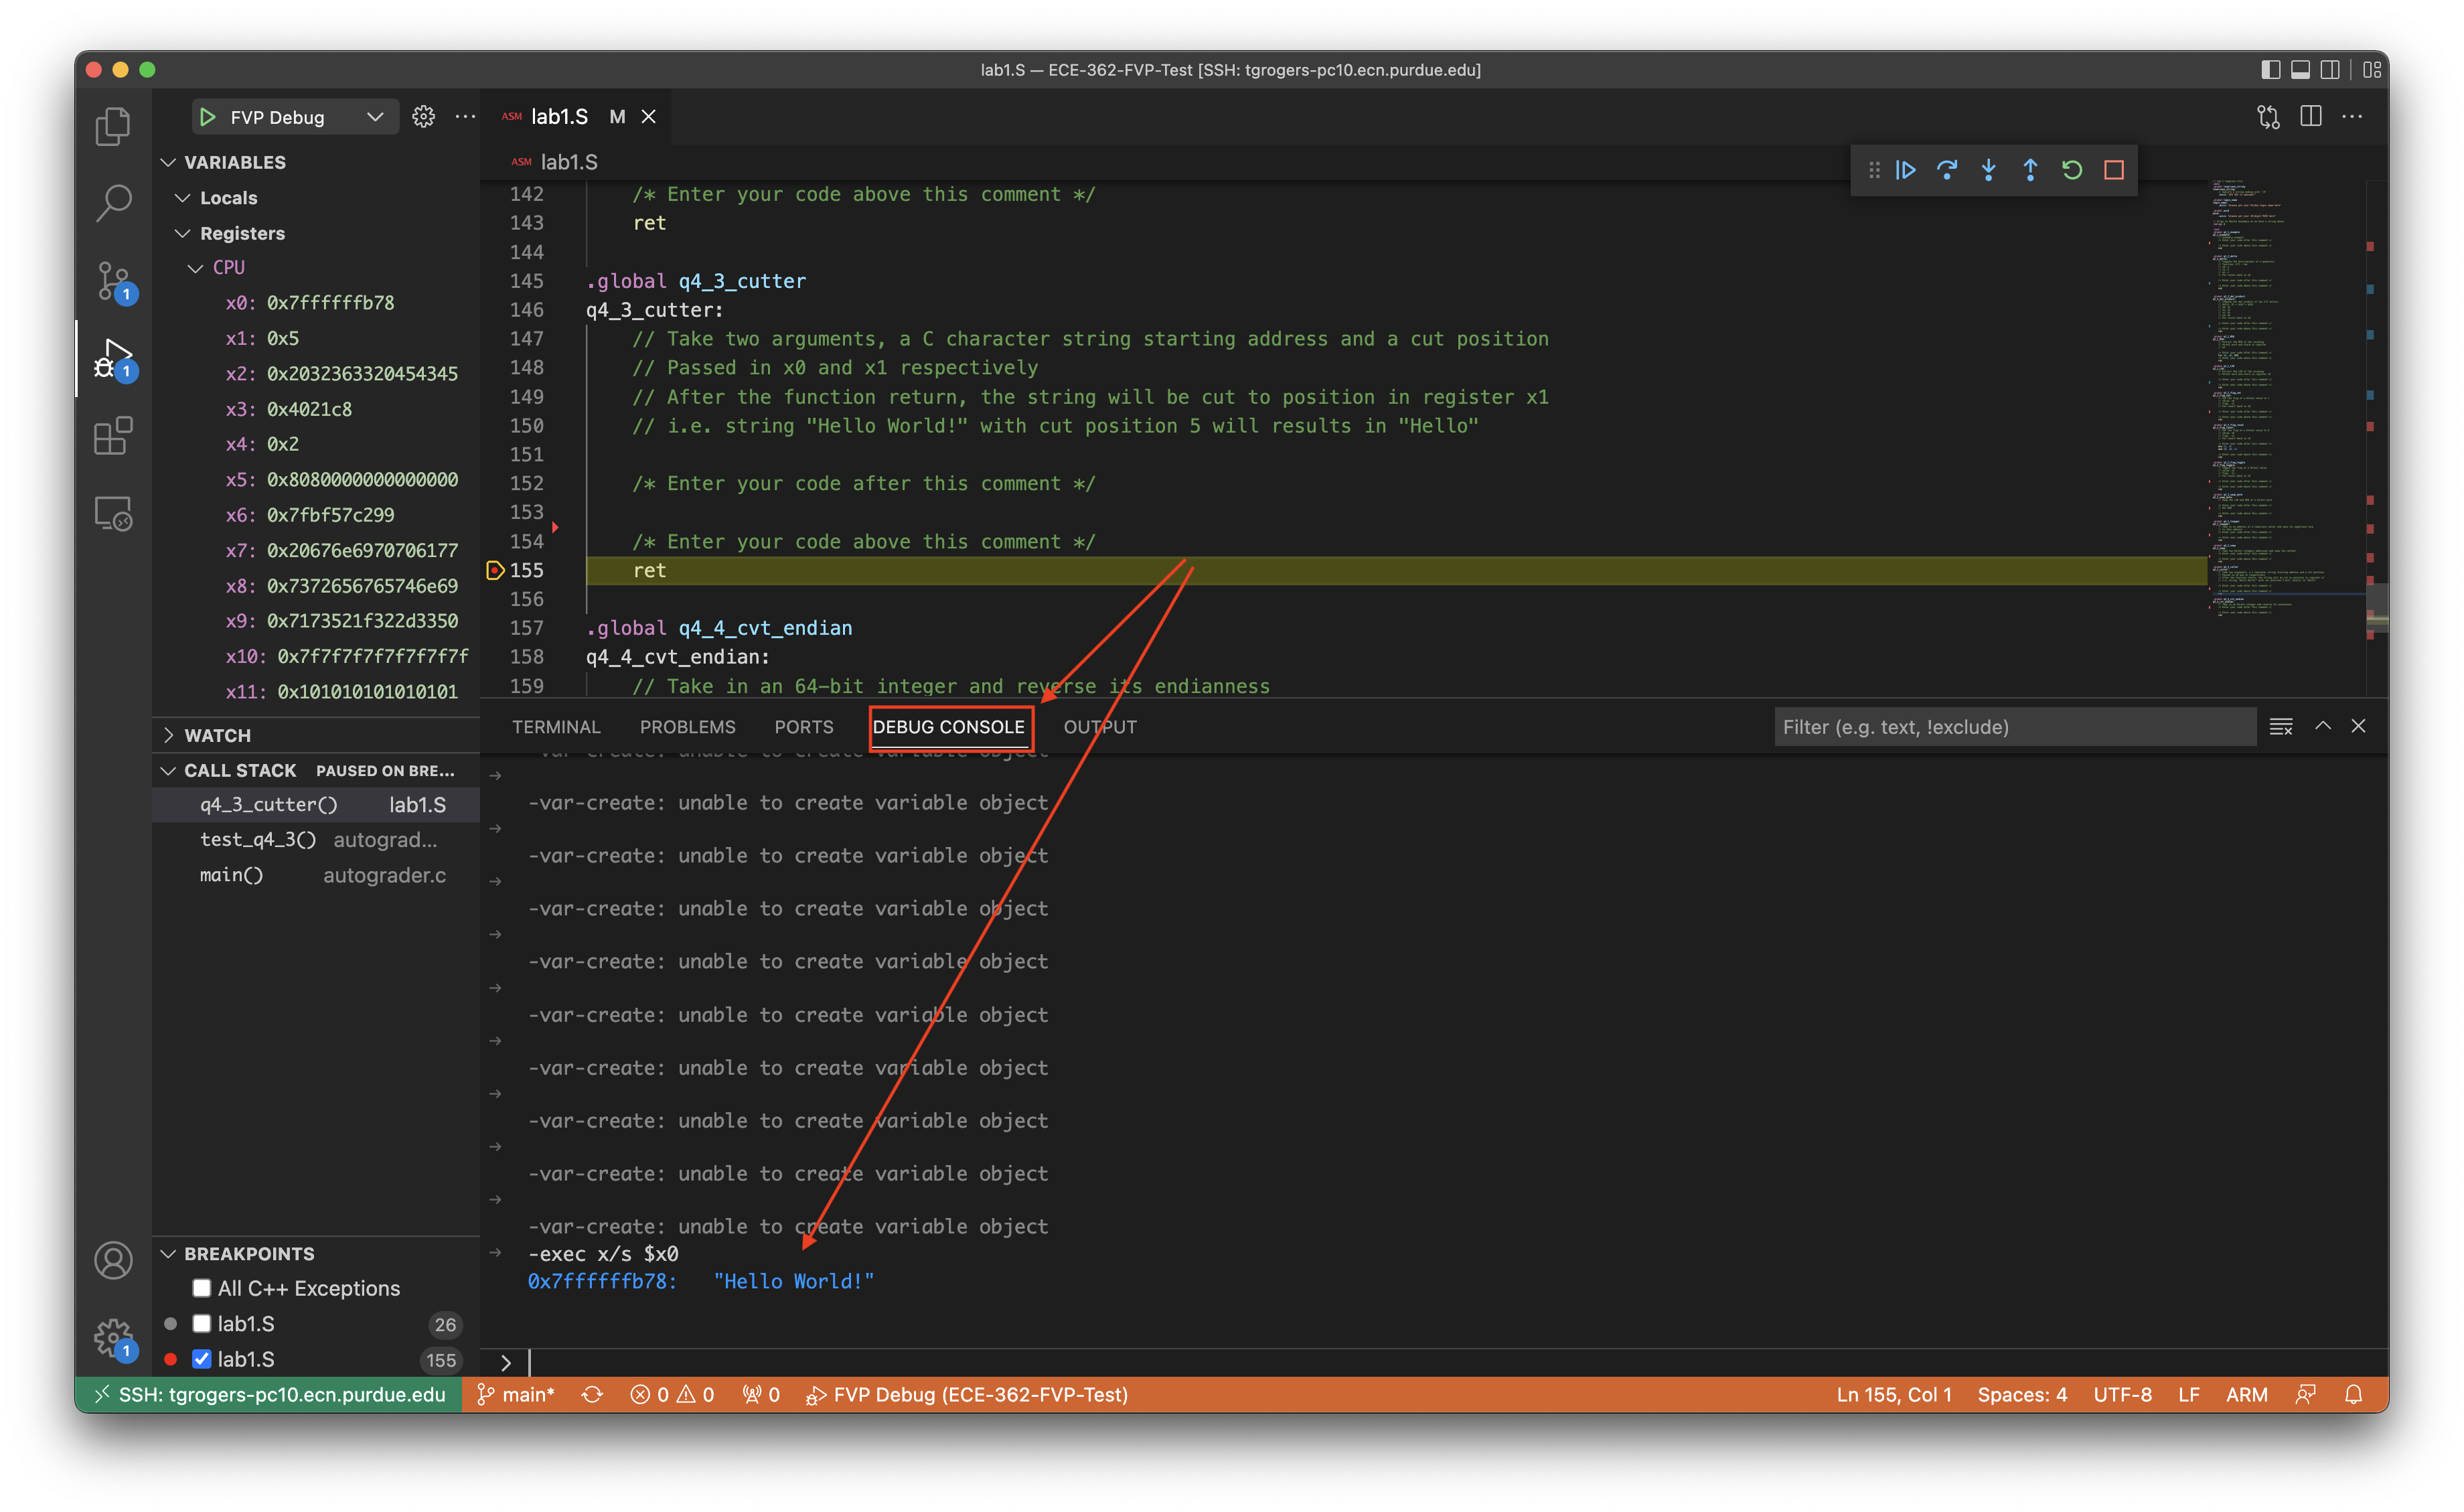 lab1.S — ECE-362-FVP-Test [SSH: tgrogers-pc10.ecn.purdue.edu]
FVP Debug
ASM lab1.S M
ASM lab1.S
VARIABLES
Locals
Registers
CPU
x0: 0x7ffffffb78
x1: 0x5
x2: 0x2032363320454345
x3: 0x4021c8
x4: 0x2
x5: 0x8080000000000000
x6: 0x7fbf57c299
x7: 0x20676e6970706177
x8: 0x7372656765746e69
x9: 0x7173521f322d3350
x10: 0x7f7f7f7f7f7f7f7f
x11: 0x101010101010101
WATCH
CALL STACK PAUSED ON BRE...
q4_3_cutter() lab1.S
test_q4_3() autograd...
main() autograder.c
BREAKPOINTS
All C++ Exceptions
lab1.S 26
lab1.S 155
1
1
1
142 /* Enter your code above this comment */
143 ret
144
145 .global q4_3_cutter
146 q4_3_cutter:
147 // Take two arguments, a C character string starting address and a cut position
148 // Passed in x0 and x1 respectively
149 // After the function return, the string will be cut to position in register x1
150 // i.e. string "Hello World!" with cut position 5 will results in "Hello"
151
152 /* Enter your code after this comment */
153
154 /* Enter your code above this comment */
155 ret
156
157 .global q4_4_cvt_endian
158 q4_4_cvt_endian:
159 // Take in an 64-bit integer and reverse its endianness
TERMINAL PROBLEMS PORTS DEBUG CONSOLE OUTPUT
Filter (e.g. text, !exclude)
-var-create: unable to create variable object
-var-create: unable to create variable object
-var-create: unable to create variable object
-var-create: unable to create variable object
-var-create: unable to create variable object
-var-create: unable to create variable object
-var-create: unable to create variable object
-var-create: unable to create variable object
-var-create: unable to create variable object
-var-create: unable to create variable object
-exec x/s $x0
0x7ffffffb78: "Hello World!"
SSH: tgrogers-pc10.ecn.purdue.edu main* 0 0 0 FVP Debug (ECE-362-FVP-Test) Ln 155, Col 1 Spaces: 4 UTF-8 LF ARM